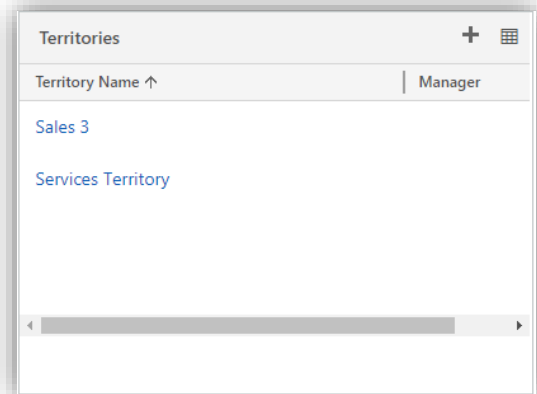 Territories
Territory Name ↑ Manager
Sales 3
Services Territory